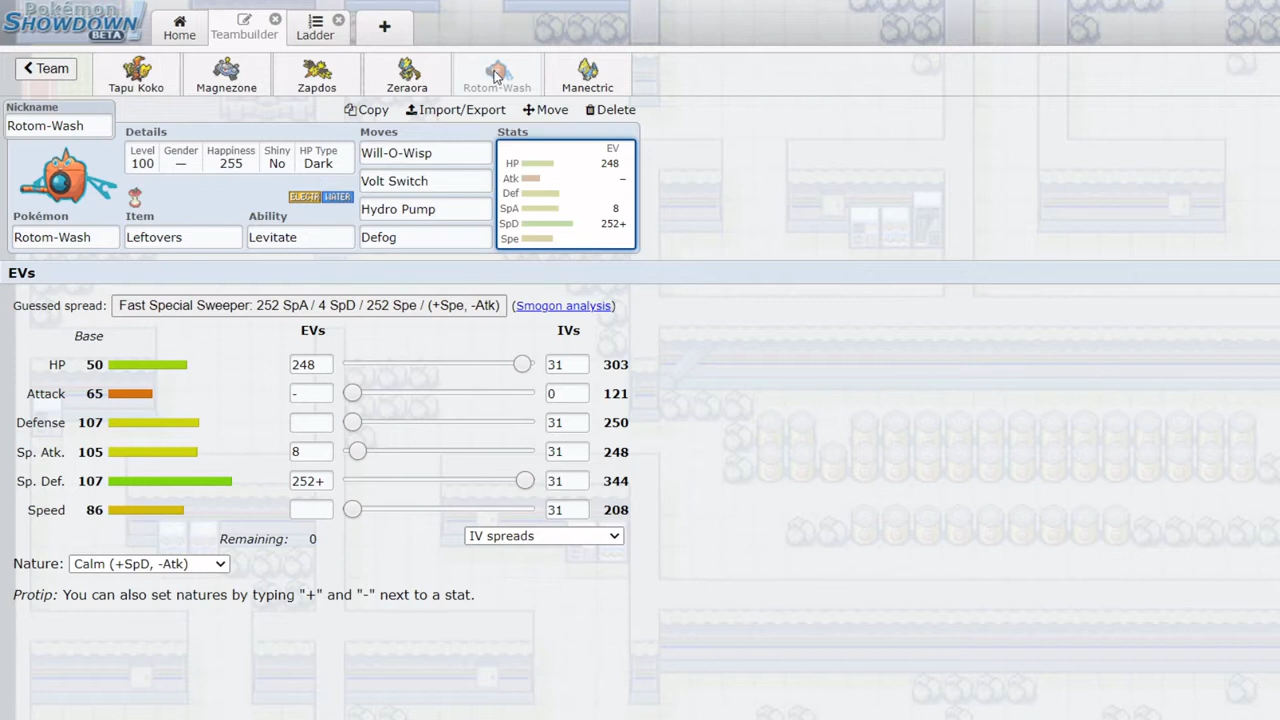 Pokémon
SHOWDOWN!
BETA
Home
Teambuilder
Ladder
+
Team
Tapu Koko
Magnezone
Zapdos
Zeraora
Rotom-Wash
Manectric
Nickname
Rotom-Wash
Copy
Import/Export
Move
Delete
Details
Level Gender Happiness Shiny HP Type
100 — 255 No Dark
ELECTR WATER
Pokémon
Rotom-Wash
Item
Leftovers
Ability
Levitate
Moves
Will-O-Wisp
Volt Switch
Hydro Pump
Defog
Stats
EV
HP 248
Atk –
Def
SpA 8
SpD 252+
Spe
EVs
Guessed spread: Fast Special Sweeper: 252 SpA / 4 SpD / 252 Spe / (+Spe, -Atk) (Smogon analysis)
Base EVs IVs
HP 50 248 31 303
Attack 65 - 0 121
Defense 107 31 250
Sp. Atk. 105 8 31 248
Sp. Def. 107 252+ 31 344
Speed 86 31 208
Remaining: 0 IV spreads
Nature: Calm (+SpD, -Atk)
Protip: You can also set natures by typing "+" and "-" next to a stat.